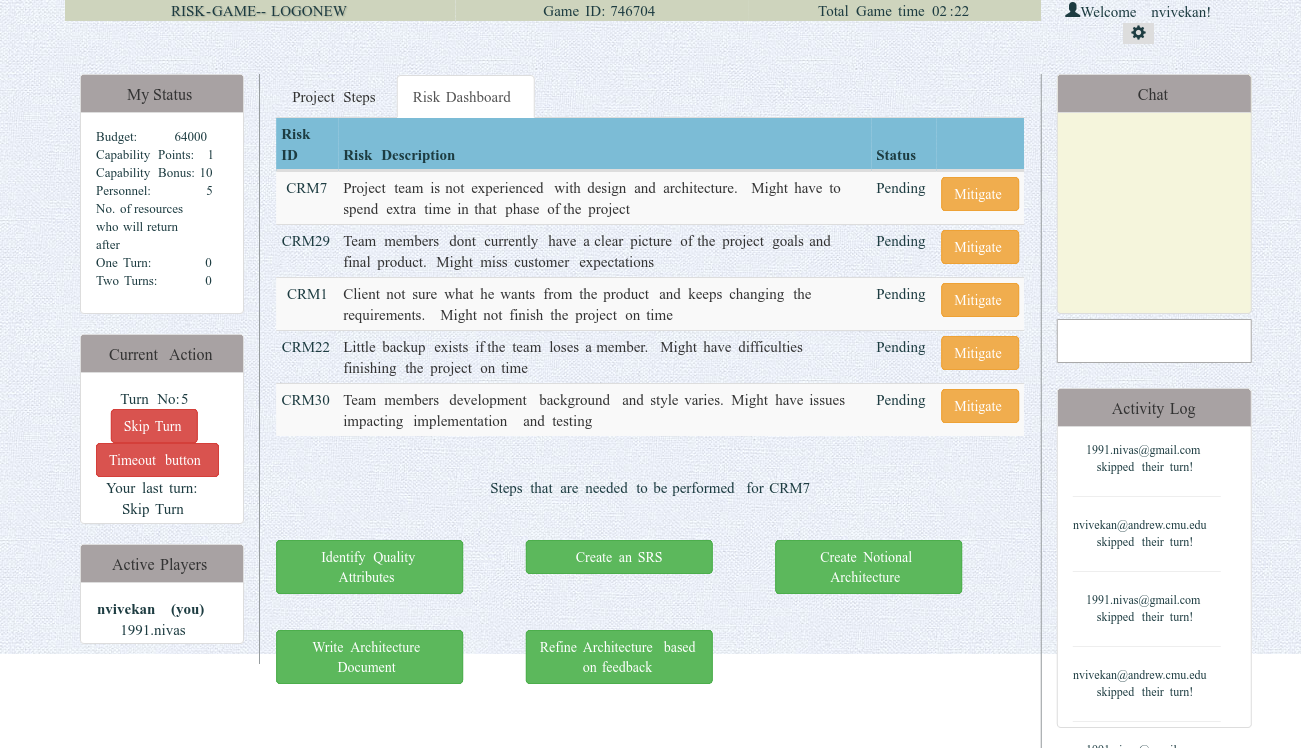 RISK-GAME-- LOGONEW
Game ID: 746704
Total Game time 02:22
Welcome nvivekan!
My Status
Budget: 64000
Capability Points: 1
Capability Bonus: 10
Personnel: 5
No. of resources
who will return
after
One Turn: 0
Two Turns: 0
Current Action
Turn No:5
Skip Turn
Timeout button
Your last turn:
Skip Turn
Active Players
nvivekan (you)
1991.nivas
Project Steps
Risk Dashboard
Risk
ID
Risk Description
Status
CRM7
Project team is not experienced with design and architecture. Might have to
spend extra time in that phase of the project
Pending
Mitigate
CRM29
Team members dont currently have a clear picture of the project goals and
final product. Might miss customer expectations
Pending
Mitigate
CRM1
Client not sure what he wants from the product and keeps changing the
requirements. Might not finish the project on time
Pending
Mitigate
CRM22
Little backup exists if the team loses a member. Might have difficulties
finishing the project on time
Pending
Mitigate
CRM30
Team members development background and style varies. Might have issues
impacting implementation and testing
Pending
Mitigate
Steps that are needed to be performed for CRM7
Identify Quality
Attributes
Create an SRS
Create Notional
Architecture
Write Architecture
Document
Refine Architecture based
on feedback
Chat
Activity Log
1991.nivas@gmail.com
skipped their turn!
nvivekan@andrew.cmu.edu
skipped their turn!
1991.nivas@gmail.com
skipped their turn!
nvivekan@andrew.cmu.edu
skipped their turn!